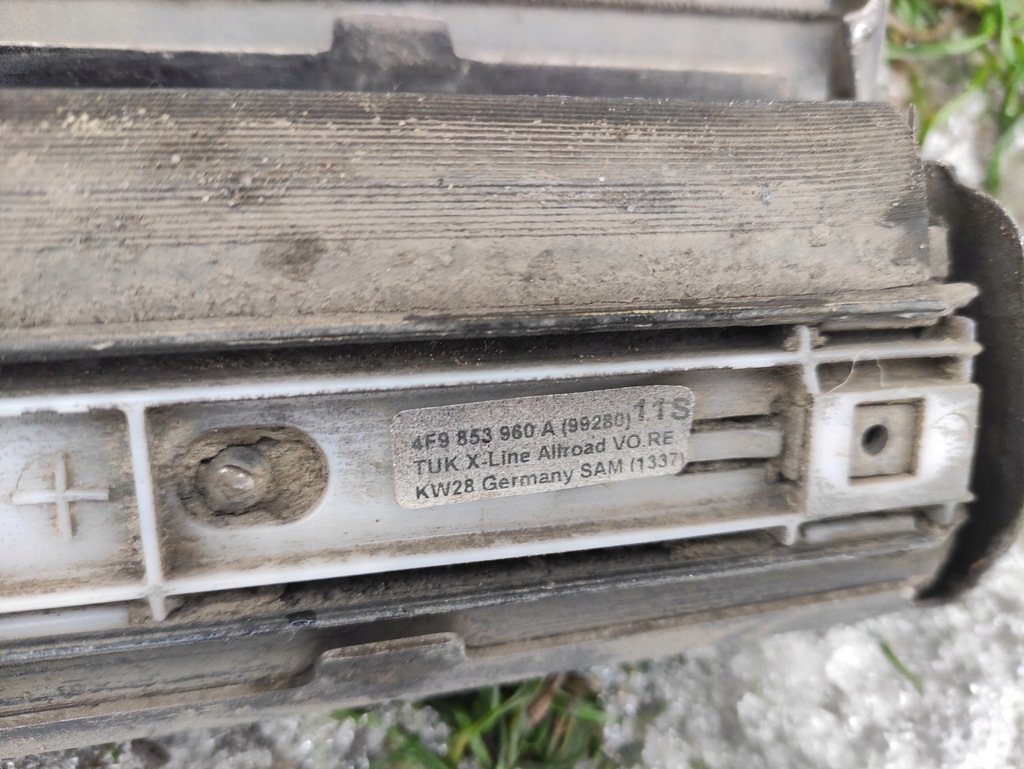 4F9 853 960 A (99280) 11S
TUK X-Line Allroad VO.RE
KW28 Germany SAM (1337)